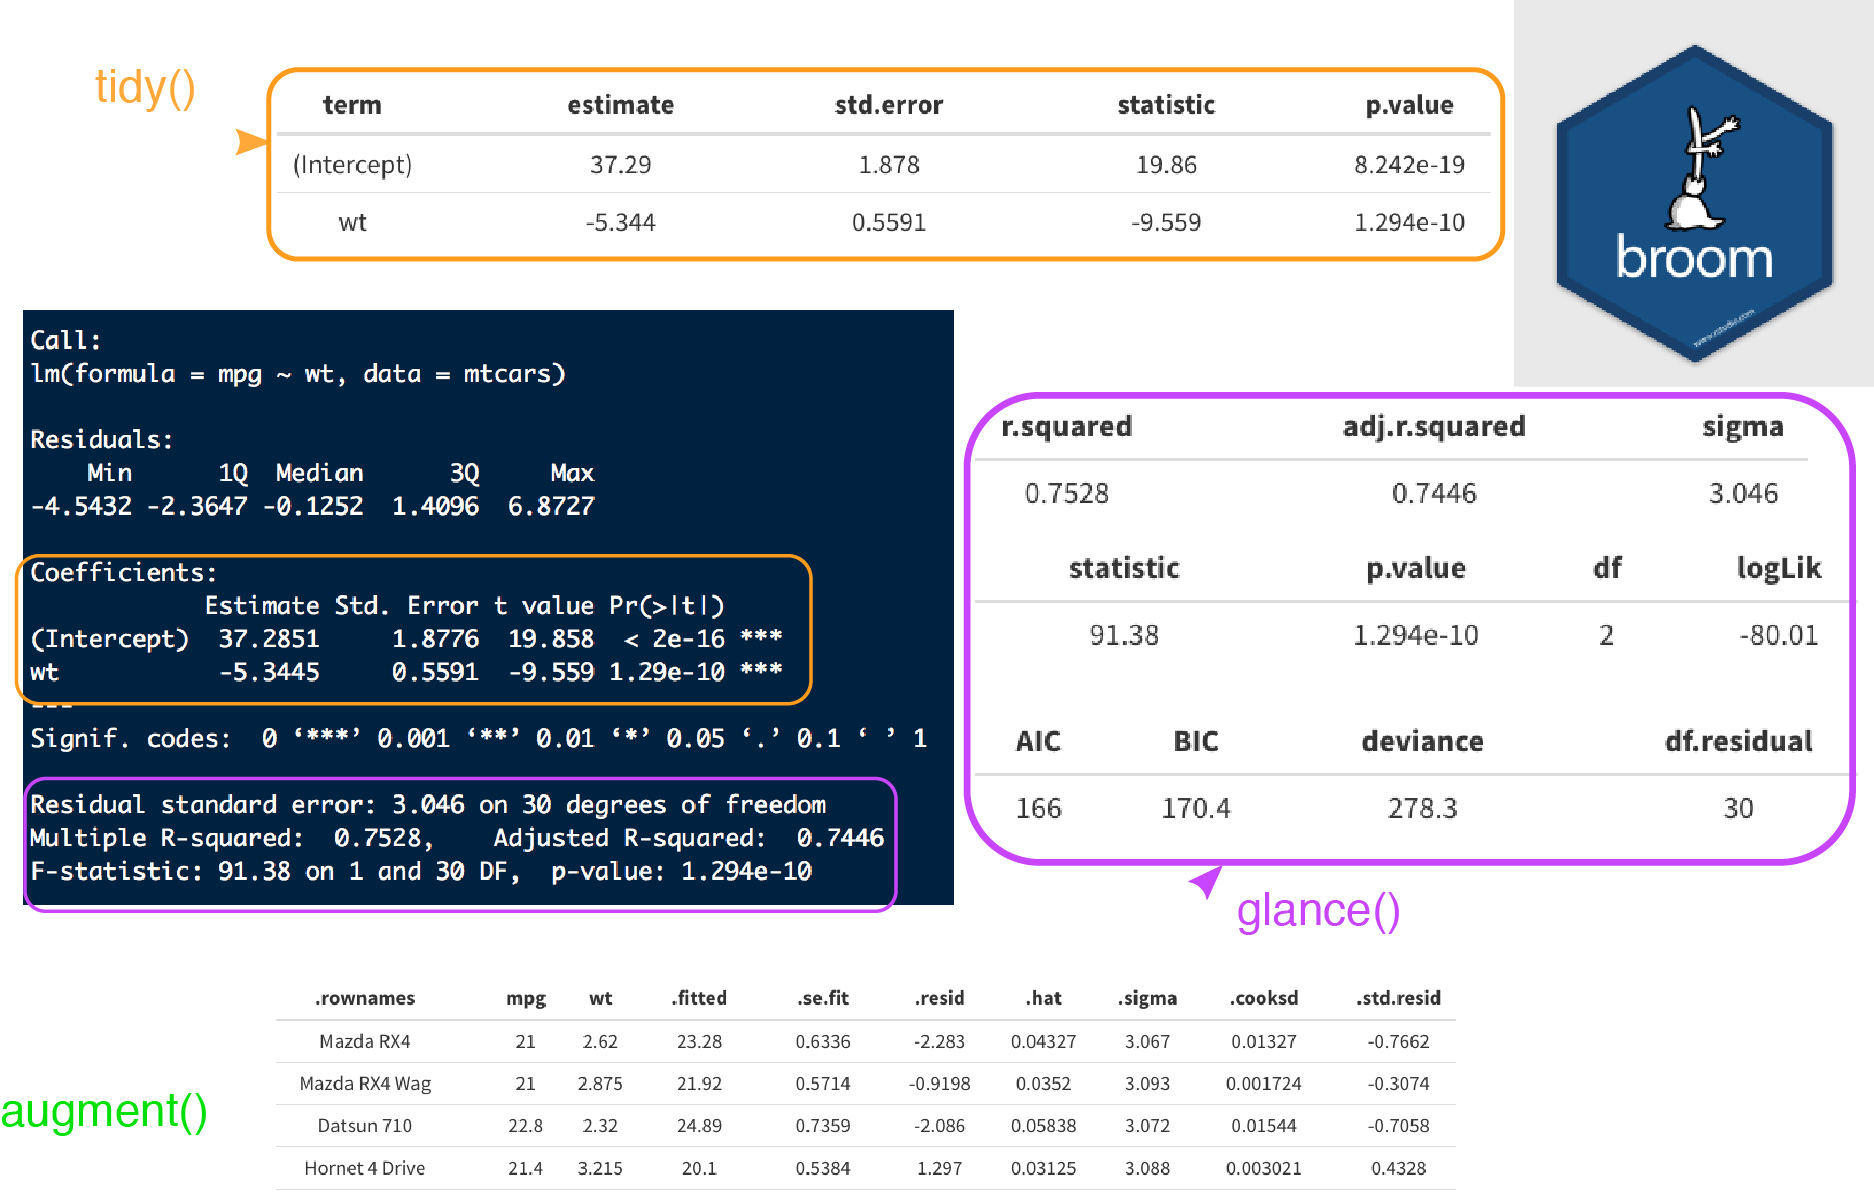 tidy()
term estimate std.error statistic p.value
(Intercept) 37.29 1.878 19.86 8.242e-19
wt -5.344 0.5591 -9.559 1.294e-10
broom
www.rstudio.com
Call:
lm(formula = mpg ~ wt, data = mtcars)
Residuals:
Min 1Q Median 3Q Max
-4.5432 -2.3647 -0.1252 1.4096 6.8727
Coefficients:
Estimate Std. Error t value Pr(>|t|)
(Intercept) 37.2851 1.8776 19.858 < 2e-16 ***
wt -5.3445 0.5591 -9.559 1.29e-10 ***
---
Signif. codes: 0 ‘***’ 0.001 ‘**’ 0.01 ‘*’ 0.05 ‘.’ 0.1 ‘ ’ 1
Residual standard error: 3.046 on 30 degrees of freedom
Multiple R-squared: 0.7528, Adjusted R-squared: 0.7446
F-statistic: 91.38 on 1 and 30 DF, p-value: 1.294e-10
r.squared adj.r.squared sigma
0.7528 0.7446 3.046
statistic p.value df logLik
91.38 1.294e-10 2 -80.01
AIC BIC deviance df.residual
166 170.4 278.3 30
glance()
augment()
.rownames mpg wt .fitted .se.fit .resid .hat .sigma .cooksd .std.resid
Mazda RX4 21 2.62 23.28 0.6336 -2.283 0.04327 3.067 0.01327 -0.7662
Mazda RX4 Wag 21 2.875 21.92 0.5714 -0.9198 0.0352 3.093 0.001724 -0.3074
Datsun 710 22.8 2.32 24.89 0.7359 -2.086 0.05838 3.072 0.01544 -0.7058
Hornet 4 Drive 21.4 3.215 20.1 0.5384 1.297 0.03125 3.088 0.003021 0.4328